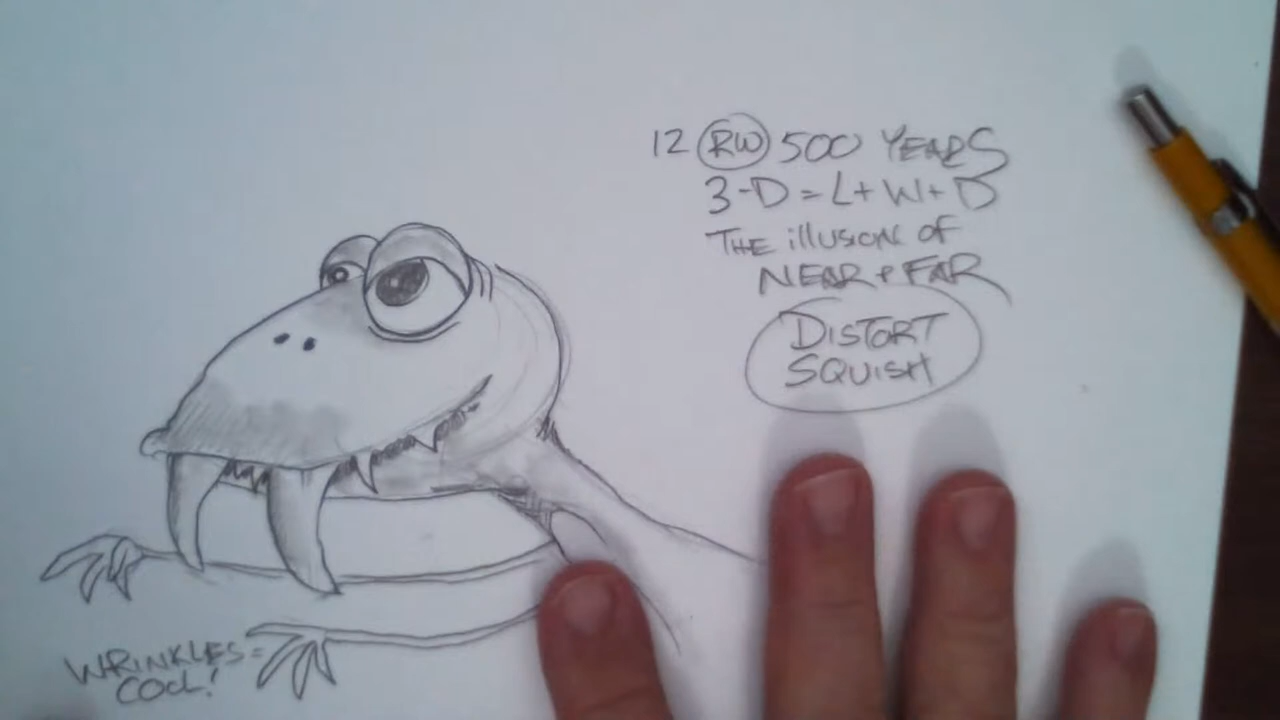 12 RW 500 YEARS
3-D = L + W + D
THE illusion of
NEAR & FAR
DISTORT
SQUISH
WRINKLES =
COOL!